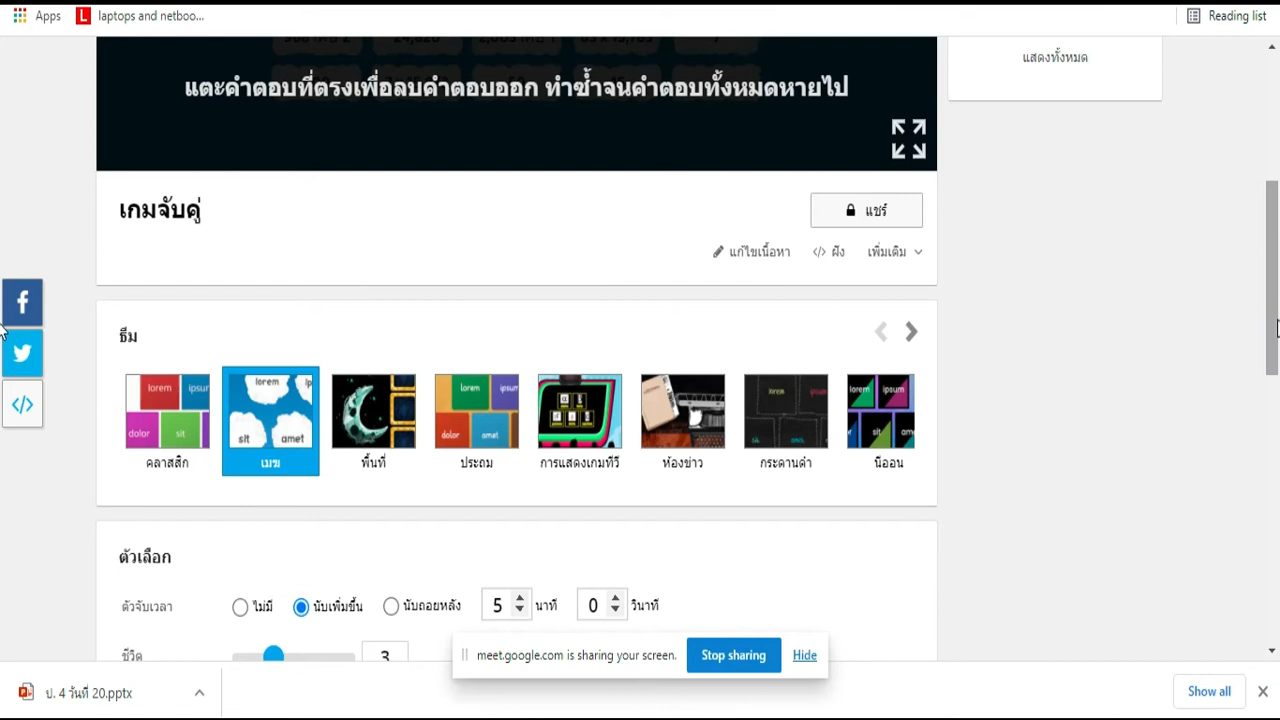 Apps
laptops and netboo...
Reading list
แสดงทั้งหมด
แตะคำตอบที่ตรงเพื่อลบคำตอบออก ทำซ้ำจนคำตอบทั้งหมดหายไป
เกมจับคู่
แชร์
แก้ไขเนื้อหา
</> ฝัง
เพิ่มเติม
ธีม
lorem ipsur
dolor sit
lorem ip
sit amet
lorem ipsun
dolor amet
lorem ipsum
lorem ipsum
sit am
คลาสสิก เมฆ พื้นที่ ประถม การแสดงเกมทีวี ห้องข่าว กระดานดำ นีออน
ตัวเลือก
ตัวจับเวลา ไม่มี นับเพิ่มขึ้น นับถอยหลัง 5 นาที 0 วินาที
ชีวิต 3
meet.google.com is sharing your screen. Stop sharing Hide
ป. 4 วันที่ 20.pptx
Show all